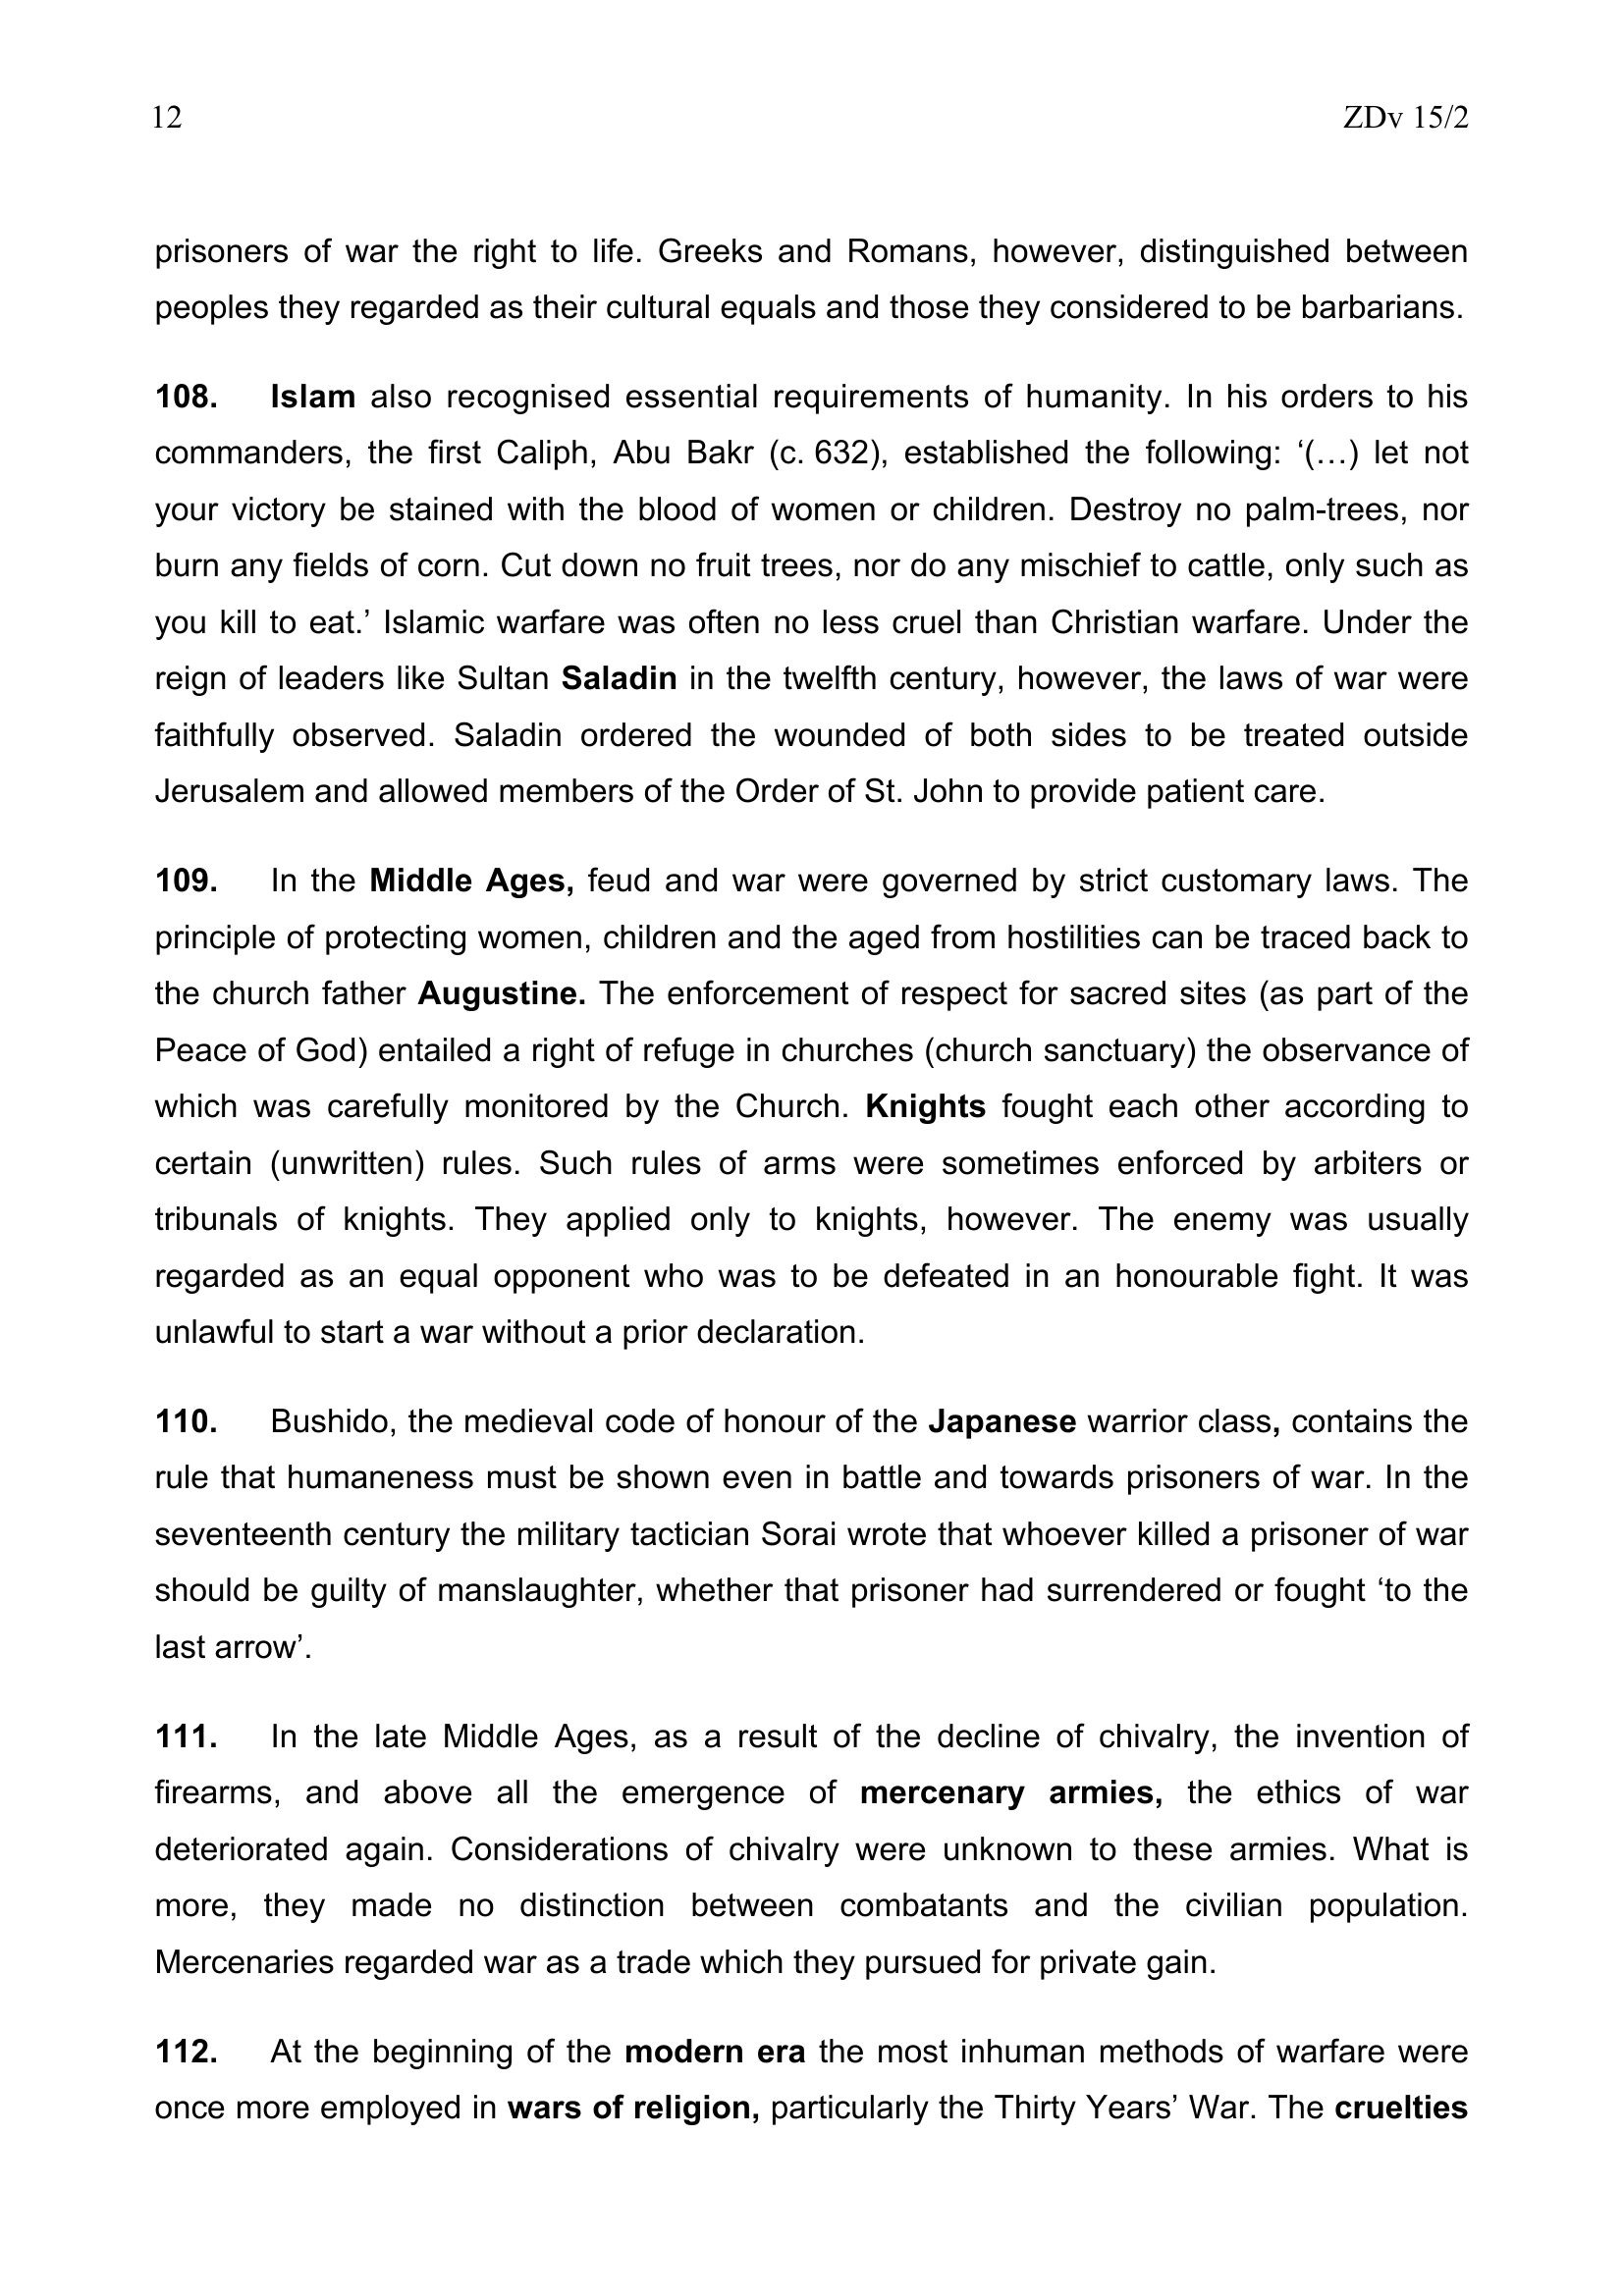 12 ZDv 15/2
prisoners of war the right to life. Greeks and Romans, however, distinguished between
peoples they regarded as their cultural equals and those they considered to be barbarians.
108. Islam also recognised essential requirements of humanity. In his orders to his
commanders, the first Caliph, Abu Bakr (c. 632), established the following: ‘(…) let not
your victory be stained with the blood of women or children. Destroy no palm-trees, nor
burn any fields of corn. Cut down no fruit trees, nor do any mischief to cattle, only such as
you kill to eat.’ Islamic warfare was often no less cruel than Christian warfare. Under the
reign of leaders like Sultan Saladin in the twelfth century, however, the laws of war were
faithfully observed. Saladin ordered the wounded of both sides to be treated outside
Jerusalem and allowed members of the Order of St. John to provide patient care.
109. In the Middle Ages, feud and war were governed by strict customary laws. The
principle of protecting women, children and the aged from hostilities can be traced back to
the church father Augustine. The enforcement of respect for sacred sites (as part of the
Peace of God) entailed a right of refuge in churches (church sanctuary) the observance of
which was carefully monitored by the Church. Knights fought each other according to
certain (unwritten) rules. Such rules of arms were sometimes enforced by arbiters or
tribunals of knights. They applied only to knights, however. The enemy was usually
regarded as an equal opponent who was to be defeated in an honourable fight. It was
unlawful to start a war without a prior declaration.
110. Bushido, the medieval code of honour of the Japanese warrior class, contains the
rule that humaneness must be shown even in battle and towards prisoners of war. In the
seventeenth century the military tactician Sorai wrote that whoever killed a prisoner of war
should be guilty of manslaughter, whether that prisoner had surrendered or fought ‘to the
last arrow’.
111. In the late Middle Ages, as a result of the decline of chivalry, the invention of
firearms, and above all the emergence of mercenary armies, the ethics of war
deteriorated again. Considerations of chivalry were unknown to these armies. What is
more, they made no distinction between combatants and the civilian population.
Mercenaries regarded war as a trade which they pursued for private gain.
112. At the beginning of the modern era the most inhuman methods of warfare were
once more employed in wars of religion, particularly the Thirty Years’ War. The cruelties